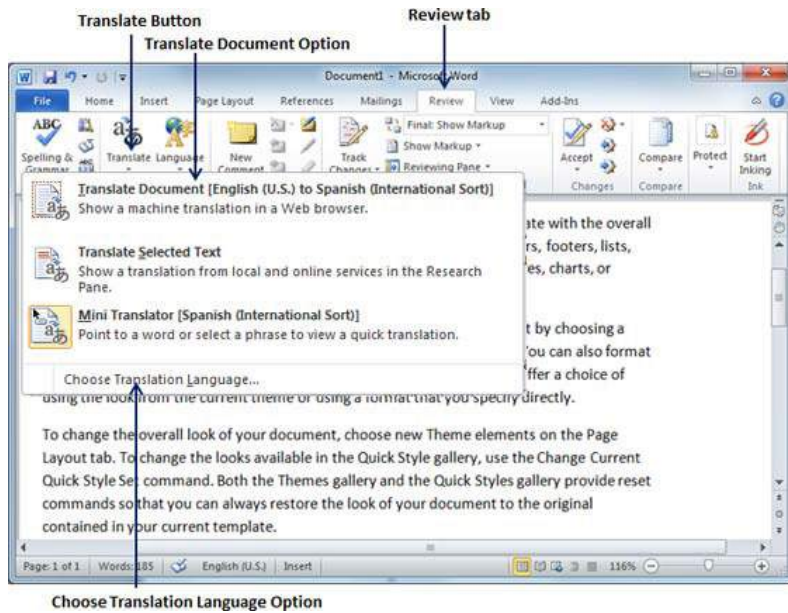 Review tab
Translate Button
Translate Document Option
Document1 - Microsoft Word
File Home Insert Page Layout References Mailings Review View Add-Ins
ABC
Final: Show Markup
Show Markup
Reviewing Pane
Spelling & Grammar
Translate
Language
New Comment
Track Changes
Accept
Compare
Protect
Start Inking
Changes
Compare
Ink
Translate Document [English (U.S.) to Spanish (International Sort)]
Show a machine translation in a Web browser.
Translate Selected Text
Show a translation from local and online services in the Research
Pane.
Mini Translator [Spanish (International Sort)]
Point to a word or select a phrase to view a quick translation.
Choose Translation Language...
with the overall
footers, lists,
charts, or
by choosing a
can also format
a choice of
using the look from the current theme or using a format that you specify directly.
To change the overall look of your document, choose new Theme elements on the Page
Layout tab. To change the looks available in the Quick Style gallery, use the Change Current
Quick Style Set command. Both the Themes gallery and the Quick Styles gallery provide reset
commands so that you can always restore the look of your document to the original
contained in your current template.
Page: 1 of 1 Words: 185 English (U.S.) Insert 116%
Choose Translation Language Option